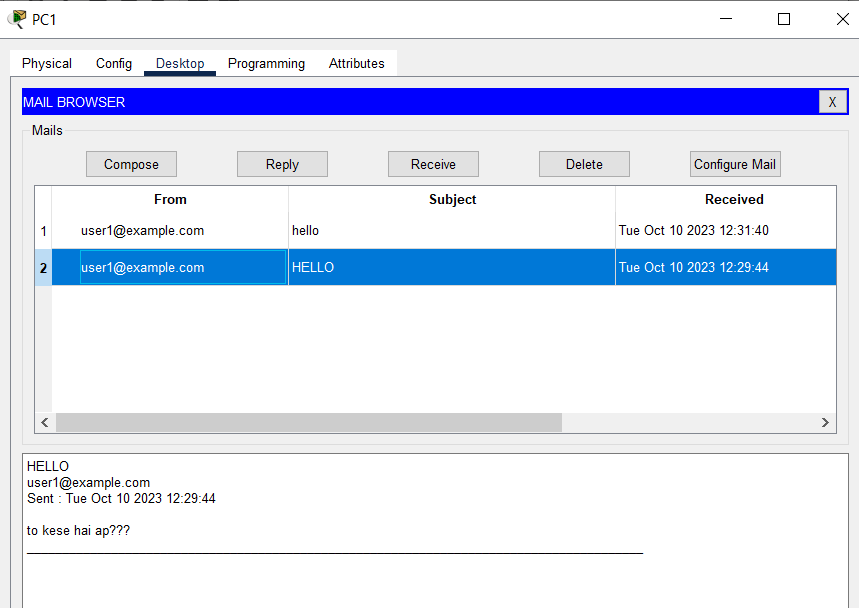 PC1
Physical Config Desktop Programming Attributes
MAIL BROWSER X
Mails
Compose Reply Receive Delete Configure Mail
From Subject Received
1 user1@example.com hello Tue Oct 10 2023 12:31:40
2 user1@example.com HELLO Tue Oct 10 2023 12:29:44
HELLO
user1@example.com
Sent : Tue Oct 10 2023 12:29:44
to kese hai ap???